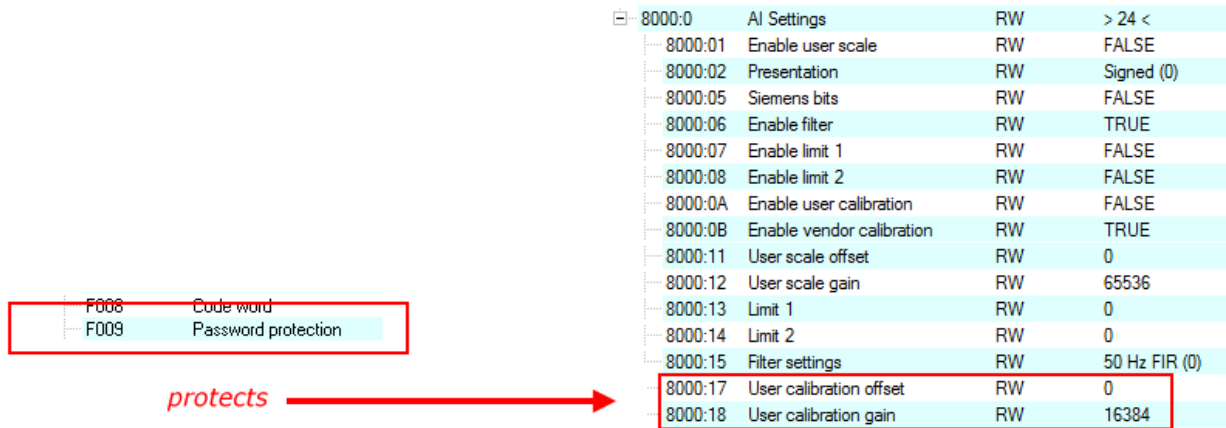 8000:0 AI Settings RW > 24 <
8000:01 Enable user scale RW FALSE
8000:02 Presentation RW Signed (0)
8000:05 Siemens bits RW FALSE
8000:06 Enable filter RW TRUE
8000:07 Enable limit 1 RW FALSE
8000:08 Enable limit 2 RW FALSE
8000:0A Enable user calibration RW FALSE
8000:0B Enable vendor calibration RW TRUE
8000:11 User scale offset RW 0
8000:12 User scale gain RW 65536
8000:13 Limit 1 RW 0
8000:14 Limit 2 RW 0
8000:15 Filter settings RW 50 Hz FIR (0)
8000:17 User calibration offset RW 0
8000:18 User calibration gain RW 16384
F008 Code word
F009 Password protection
protects